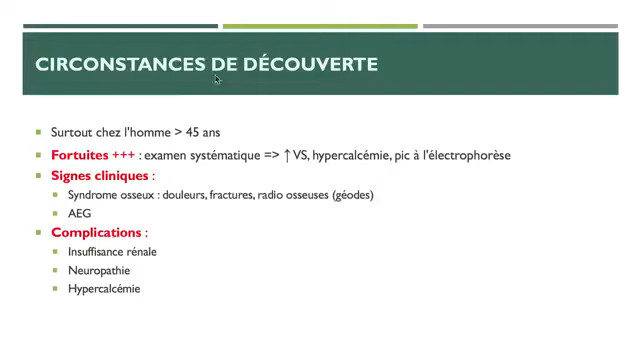 CIRCONSTANCES DE DÉCOUVERTE
Surtout chez l'homme > 45 ans
Fortuites +++ : examen systématique => ↑ VS, hypercalcémie, pic à l'électrophorèse
Signes cliniques :
Syndrome osseux : douleurs, fractures, radio osseuses (géodes)
AEG
Complications :
Insuffisance rénale
Neuropathie
Hypercalcémie